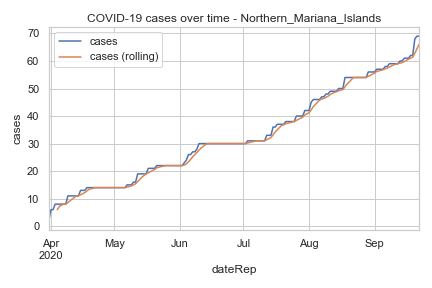 COVID-19 cases over time - Northern_Mariana_Islands
cases
cases (rolling)
70
60
50
40
30
20
10
0
cases
Apr May Jun Jul Aug Sep
2020
dateRep